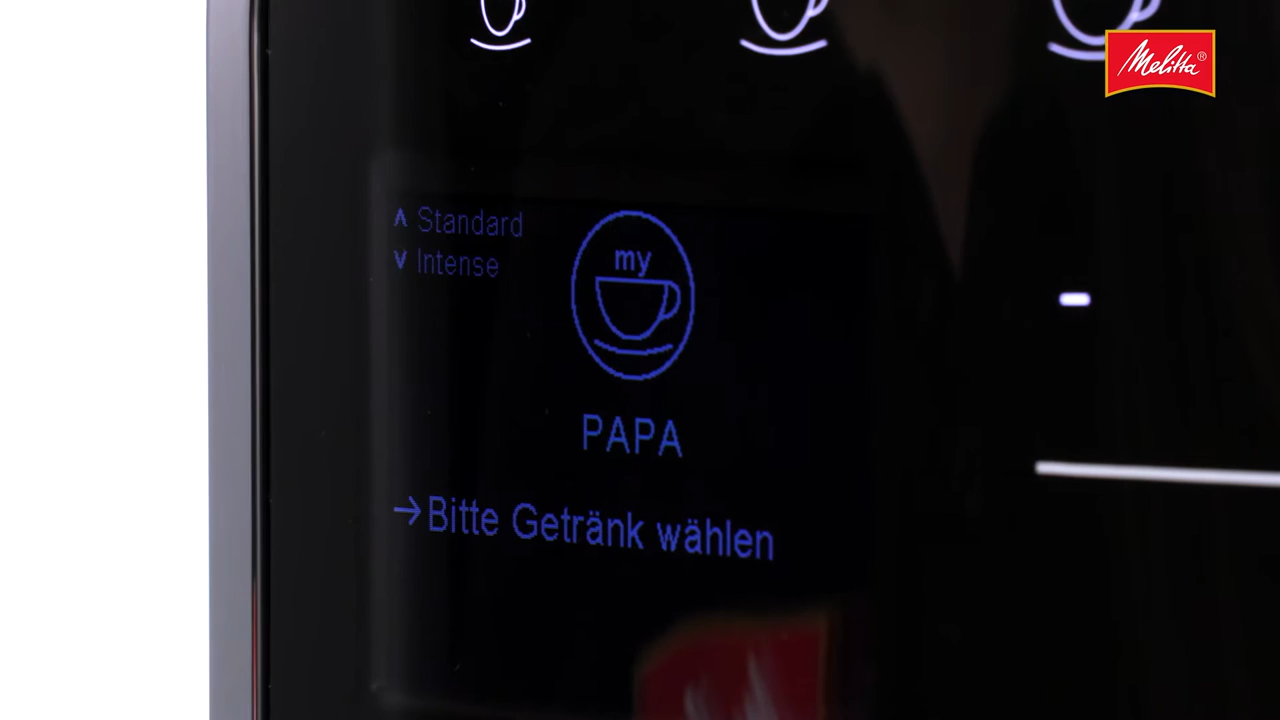 Melitta®
∧ Standard
∨ Intense
my
PAPA
→Bitte Getränk wählen